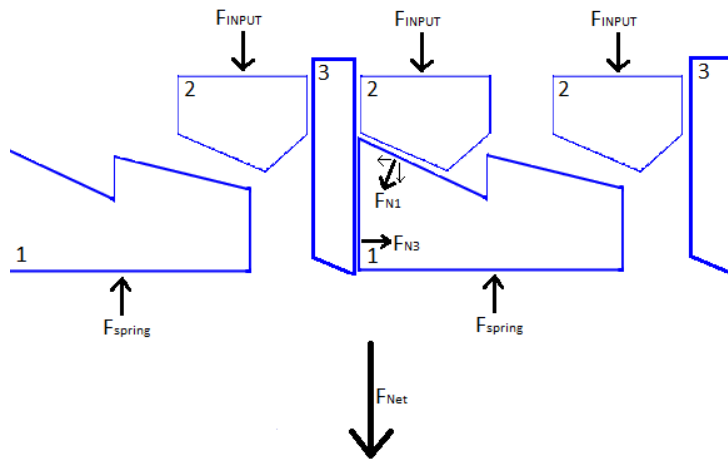 FINPUT
FINPUT
FINPUT
2
3
2
2
3
FN1
FN3
1
1
Fspring
Fspring
FNet